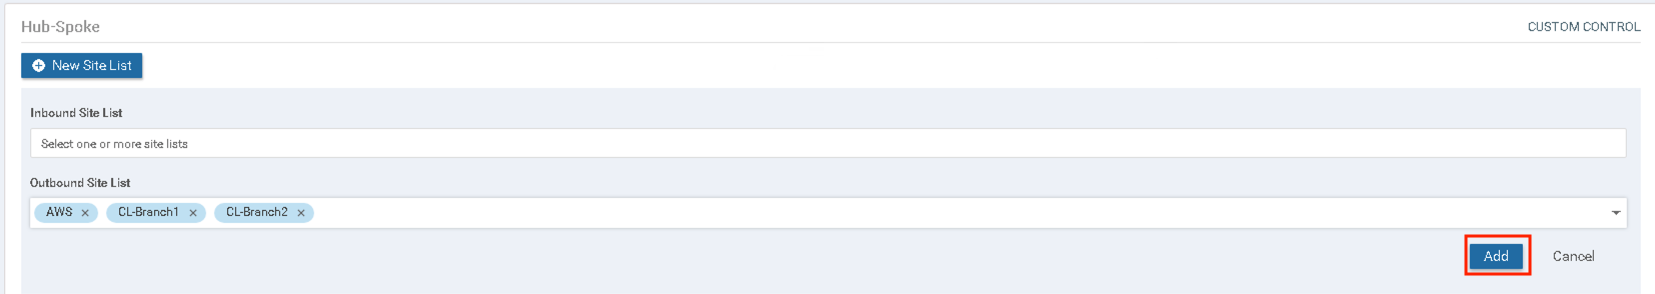 Hub-Spoke
CUSTOM CONTROL
New Site List
Inbound Site List
Select one or more site lists
Outbound Site List
AWS × CL-Branch1 × CL-Branch2 ×
Add Cancel